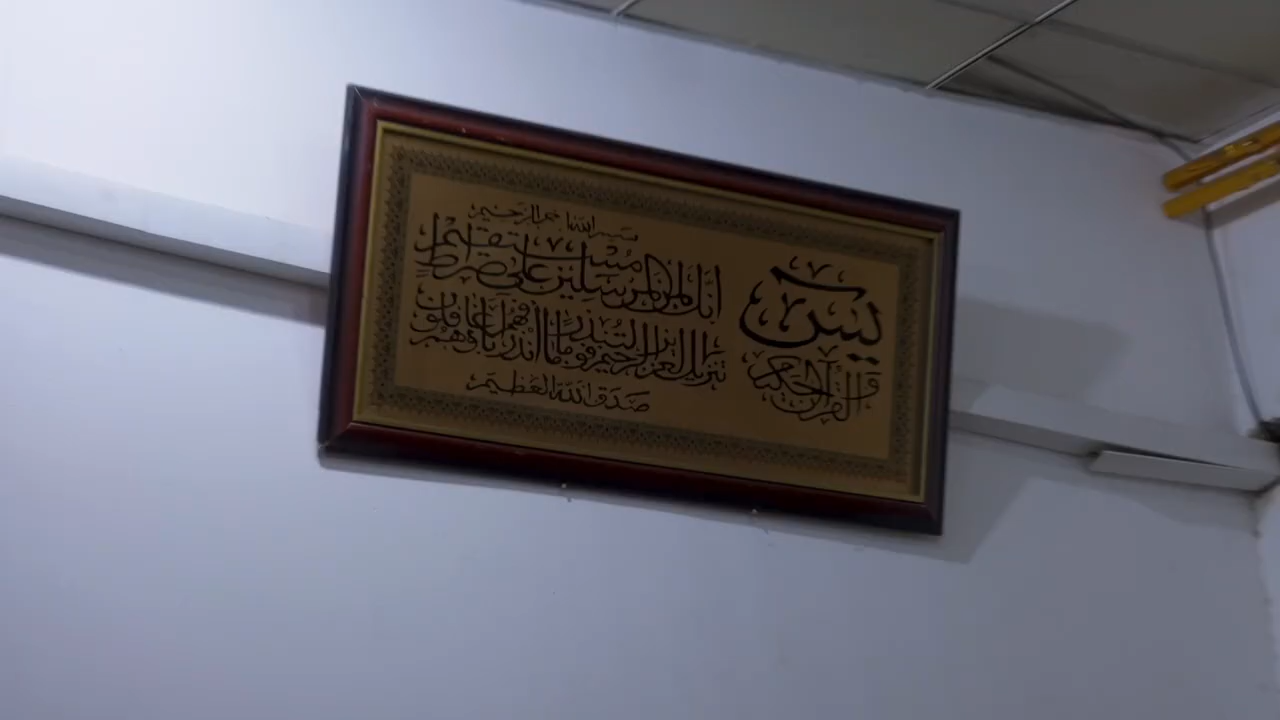 يس
والقرآن الحكيم
بسم الله الرحمن الرحيم
إنك لمن المرسلين على صراط مستقيم
تنزيل العزيز الرحيم لتنذر قوما ما أنذر آباؤهم فهم غافلون
صدق الله العظيم